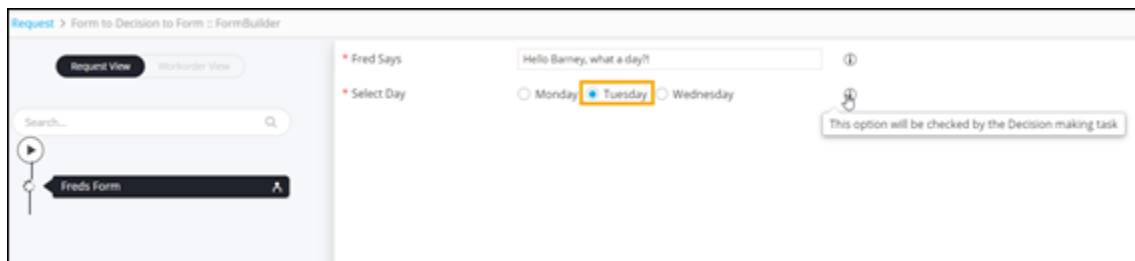 Request > Form to Decision to Form :: FormBuilder
Request View Workorder View
Search...
Freds Form
* Fred Says Hello Barney, what a day?!
* Select Day Monday Tuesday Wednesday
This option will be checked by the Decision making task